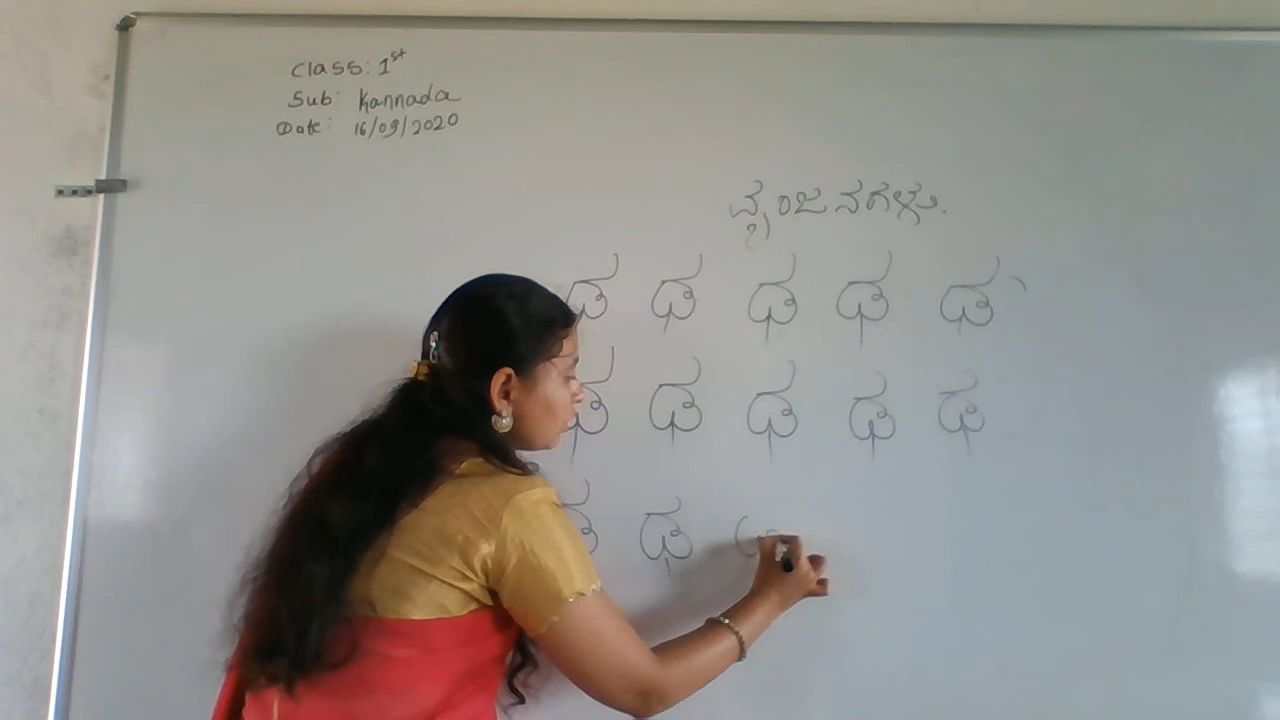 Class: 1st
Sub: Kannada
Date: 16/09/2020
ವ್ಯಂಜನಗಳು.
ಢ ಢ ಢ ಢ ಢ
ಢ ಢ ಢ ಢ ಢ
ಢ